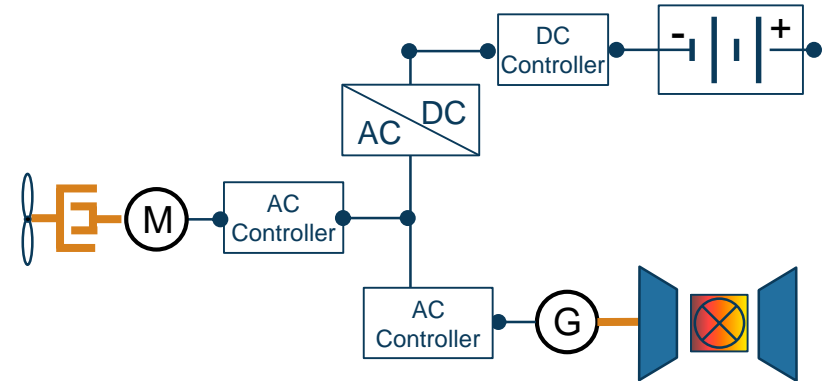 DC
Controller
- +
DC
AC
AC
Controller
M
AC
Controller
G